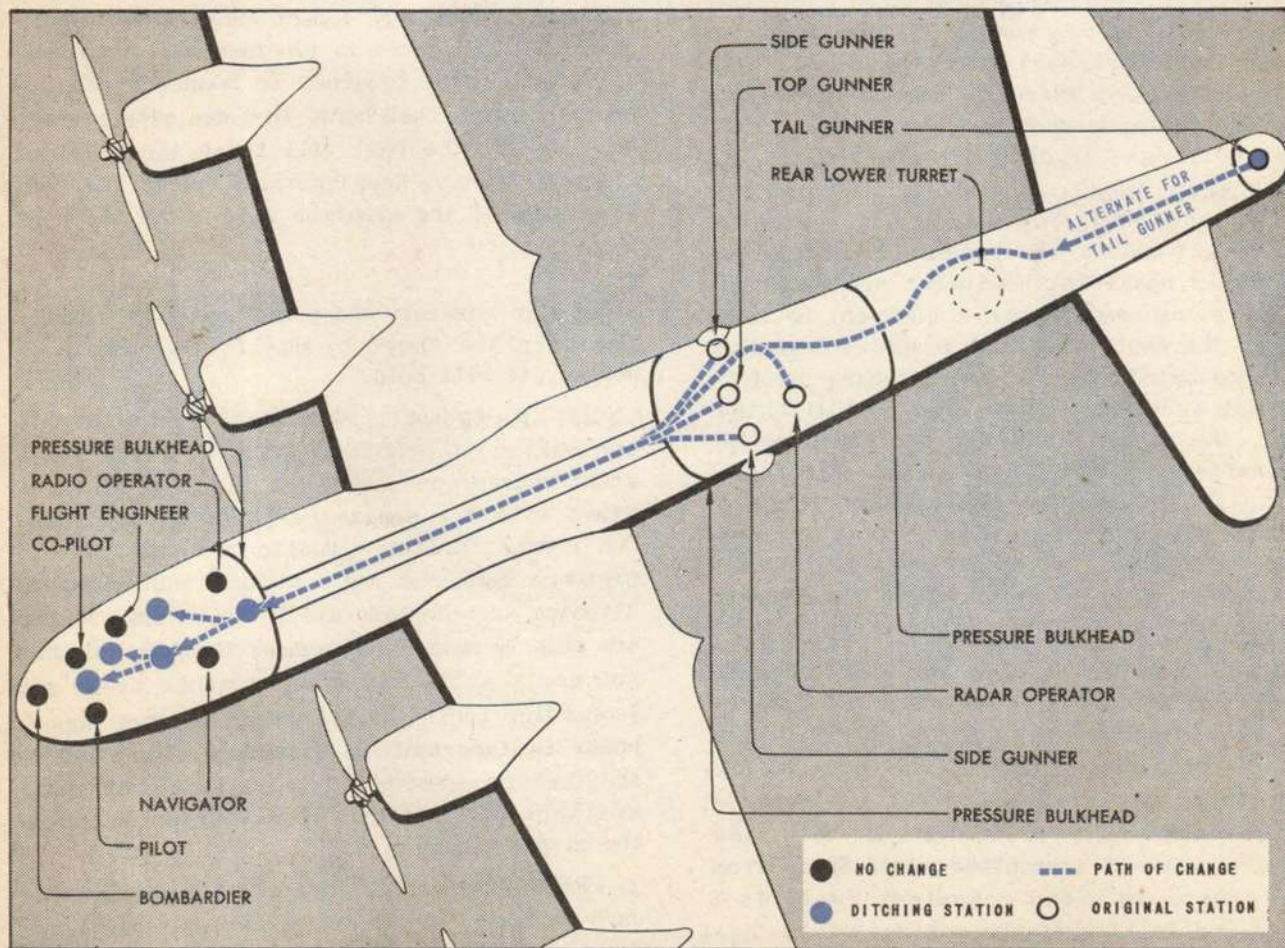 SIDE GUNNER
TOP GUNNER
TAIL GUNNER
REAR LOWER TURRET
ALTERNATE FOR
TAIL GUNNER
PRESSURE BULKHEAD
RADIO OPERATOR
FLIGHT ENGINEER
CO-PILOT
NAVIGATOR
PILOT
BOMBARDIER
PRESSURE BULKHEAD
RADAR OPERATOR
SIDE GUNNER
PRESSURE BULKHEAD
NO CHANGE
PATH OF CHANGE
DITCHING STATION
ORIGINAL STATION